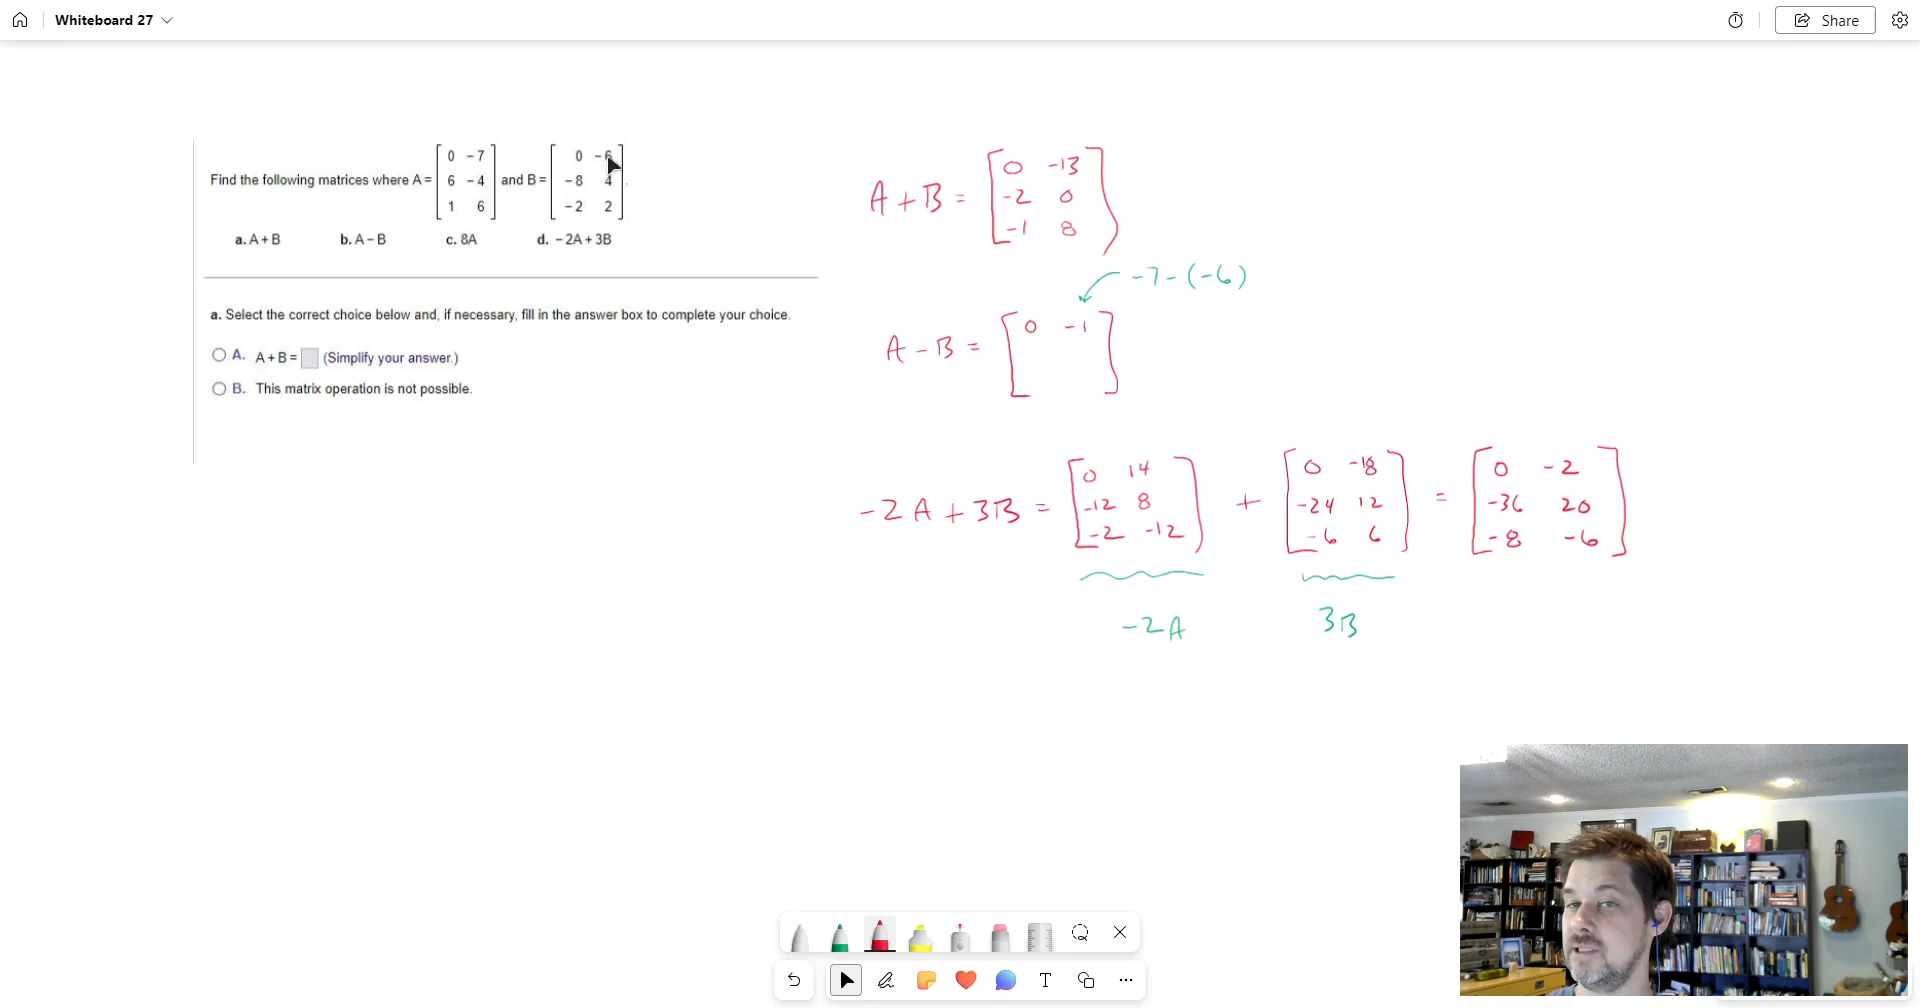 Whiteboard 27
Share
Find the following matrices where A = [0 -7; 6 -4; 1 6] and B = [0 -6; -8 4; -2 2].
a. A + B b. A - B c. 8A d. - 2A + 3B
a. Select the correct choice below and, if necessary, fill in the answer box to complete your choice.
A. A + B = (Simplify your answer.)
B. This matrix operation is not possible.
A + B =
0 -13
-2 0
-1 8
-7 - (-6)
A - B =
0 -1
-2A + 3B =
0 14
-12 8
-2 -12
+
0 -18
-24 12
-6 6
=
0 -2
-36 20
-8 -6
-2A
3B
T